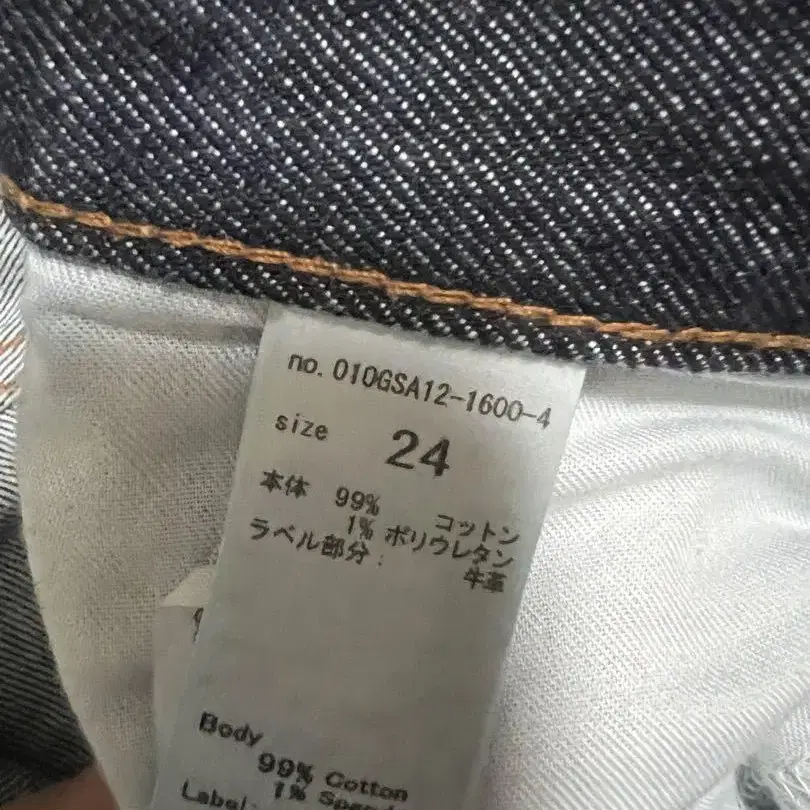 no. 010GSA12-1600-4
size 24
本体 99% コットン
1% ポリウレタン
ラベル部分: 牛革
Body
99% Cotton
1%
Label: